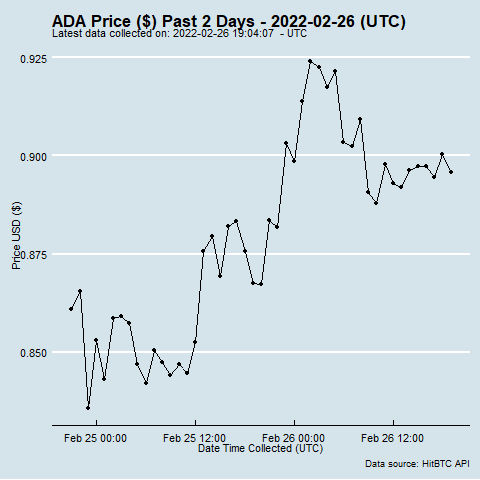 ADA Price ($) Past 2 Days - 2022-02-26 (UTC)
Latest data collected on: 2022-02-26 19:04:07 - UTC
0.925
0.900
0.875
0.850
Price USD ($)
Feb 25 00:00 Feb 25 12:00 Feb 26 00:00 Feb 26 12:00
Date Time Collected (UTC)
Data source: HitBTC API